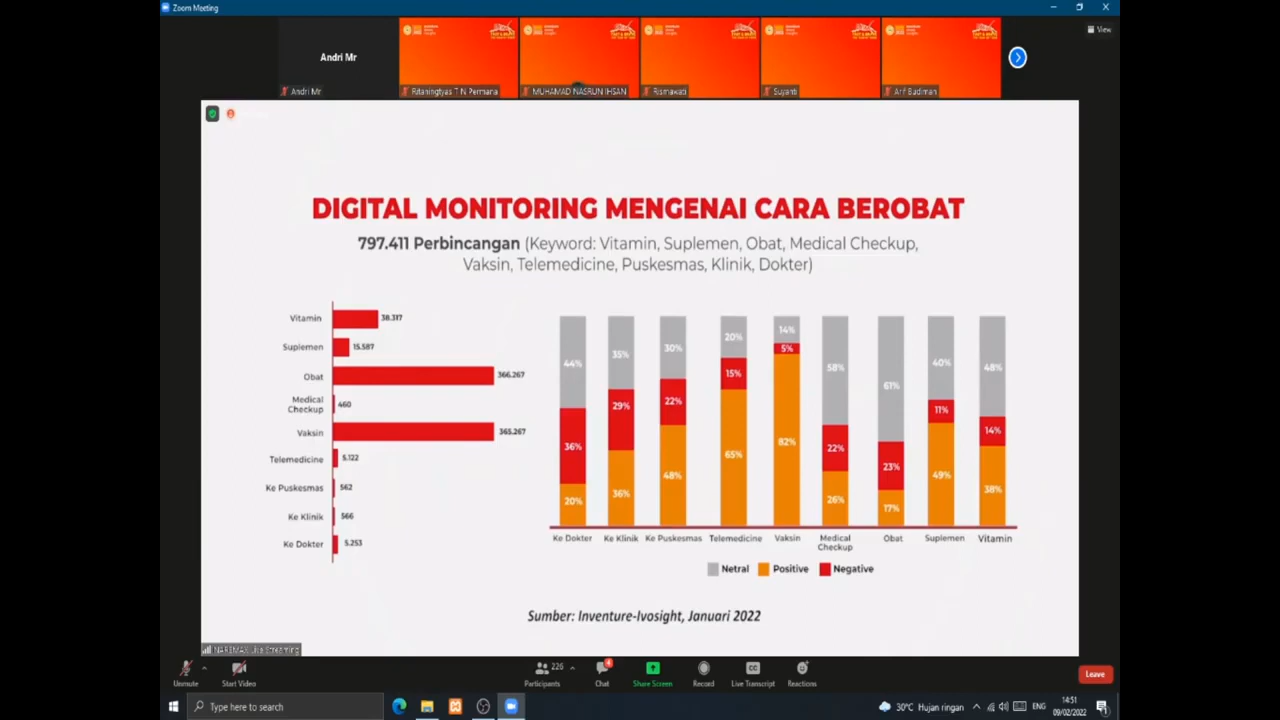 Zoom Meeting
View
Andri Mr
Andri Mr
Ritaningtyas T N Permana
MUHAMAD NASRUN IHSAN
Rismawati
Suyanti
Arif Badiman
DIGITAL MONITORING MENGENAI CARA BEROBAT
797.411 Perbincangan (Keyword: Vitamin, Suplemen, Obat, Medical Checkup,
Vaksin, Telemedicine, Puskesmas, Klinik, Dokter)
Vitamin 38.317
Suplemen 15.587
Obat 366.267
Medical
Checkup 460
Vaksin 365.267
Telemedicine 5.122
Ke Puskesmas 562
Ke Klinik 566
Ke Dokter 5.253
44% 35% 30% 20% 14% 58% 61% 40% 48%
36% 29% 22% 15% 5% 22% 23% 11% 14%
20% 36% 48% 65% 82% 26% 17% 49% 38%
Ke Dokter Ke Klinik Ke Puskesmas Telemedicine Vaksin Medical Checkup Obat Suplemen Vitamin
Netral Positive Negative
Sumber: Inventure-Ivosight, Januari 2022
Live Streaming
Unmute Start Video Participants 226 Chat 4 Share Screen Record Live Transcript Reactions Leave
Type here to search
30°C Hujan ringan ENG 14:51
09/02/2022